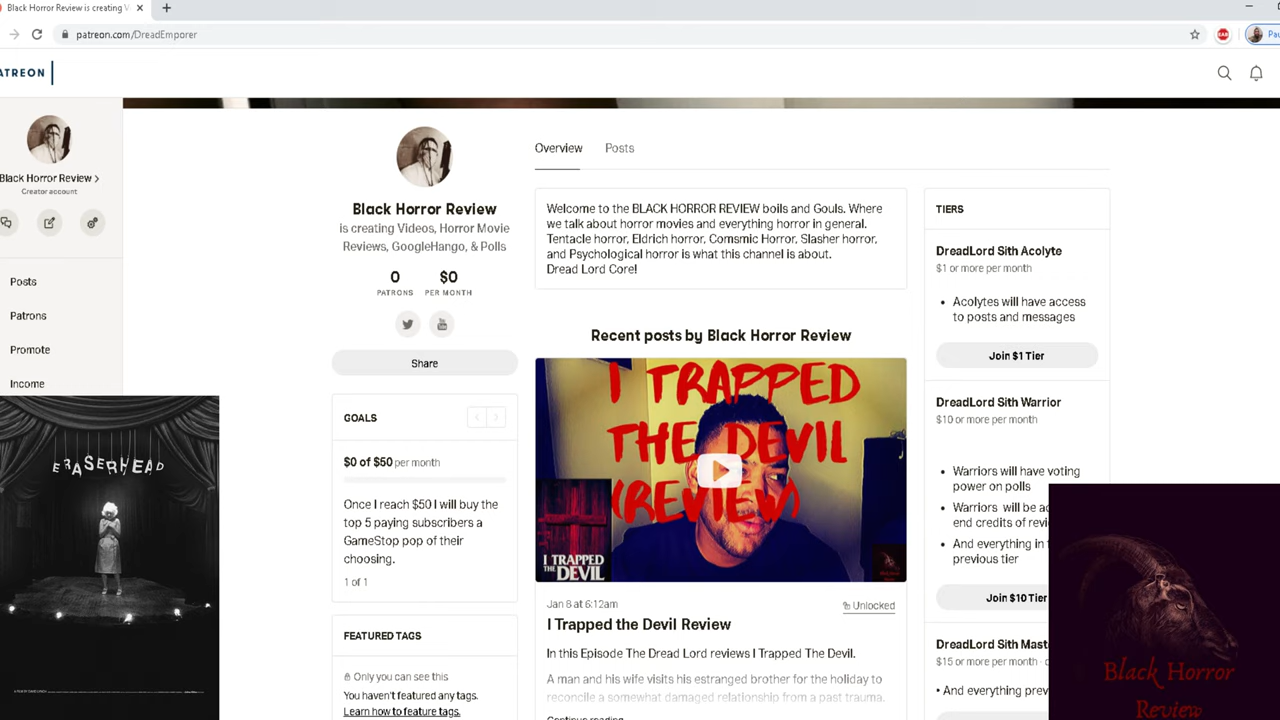 Black Horror Review is creating V
patreon.com/DreadEmporer
ATREON
Black Horror Review
Creator account
Posts
Patrons
Promote
Income
ERASERHEAD
Black Horror Review
is creating Videos, Horror Movie
Reviews, GoogleHango, & Polls
0 $0
PATRONS PER MONTH
Share
GOALS
$0 of $50 per month
Once I reach $50 I will buy the
top 5 paying subscribers a
GameStop pop of their
choosing.
1 of 1
FEATURED TAGS
Only you can see this.
You haven't featured any tags.
Learn how to feature tags.
Overview Posts
Welcome to the BLACK HORROR REVIEW boils and Gouls. Where
we talk about horror movies and everything horror in general.
Tentacle horror, Eldrich horror, Comsmic Horror, Slasher horror,
and Psychological horror is what this channel is about.
Dread Lord Core!
Recent posts by Black Horror Review
I TRAPPED
THE DEVIL
(REVIEW)
I TRAPPED
THE DEVIL
Jan 8 at 6:12am
Unlocked
I Trapped the Devil Review
In this Episode The Dread Lord reviews I Trapped The Devil.
A man and his wife visits his estranged brother for the holiday to
reconcile a somewhat damaged relationship from a past trauma.
Continue reading
TIERS
DreadLord Sith Acolyte
$1 or more per month
• Acolytes will have access
to posts and messages
Join $1 Tier
DreadLord Sith Warrior
$10 or more per month
• Warriors will have voting
power on polls
• Warriors will be a
end credits of revi
• And everything in
previous tier
Join $10 Tier
DreadLord Sith Mast
$15 or more per month
• And everything prev
Black Horror
Review